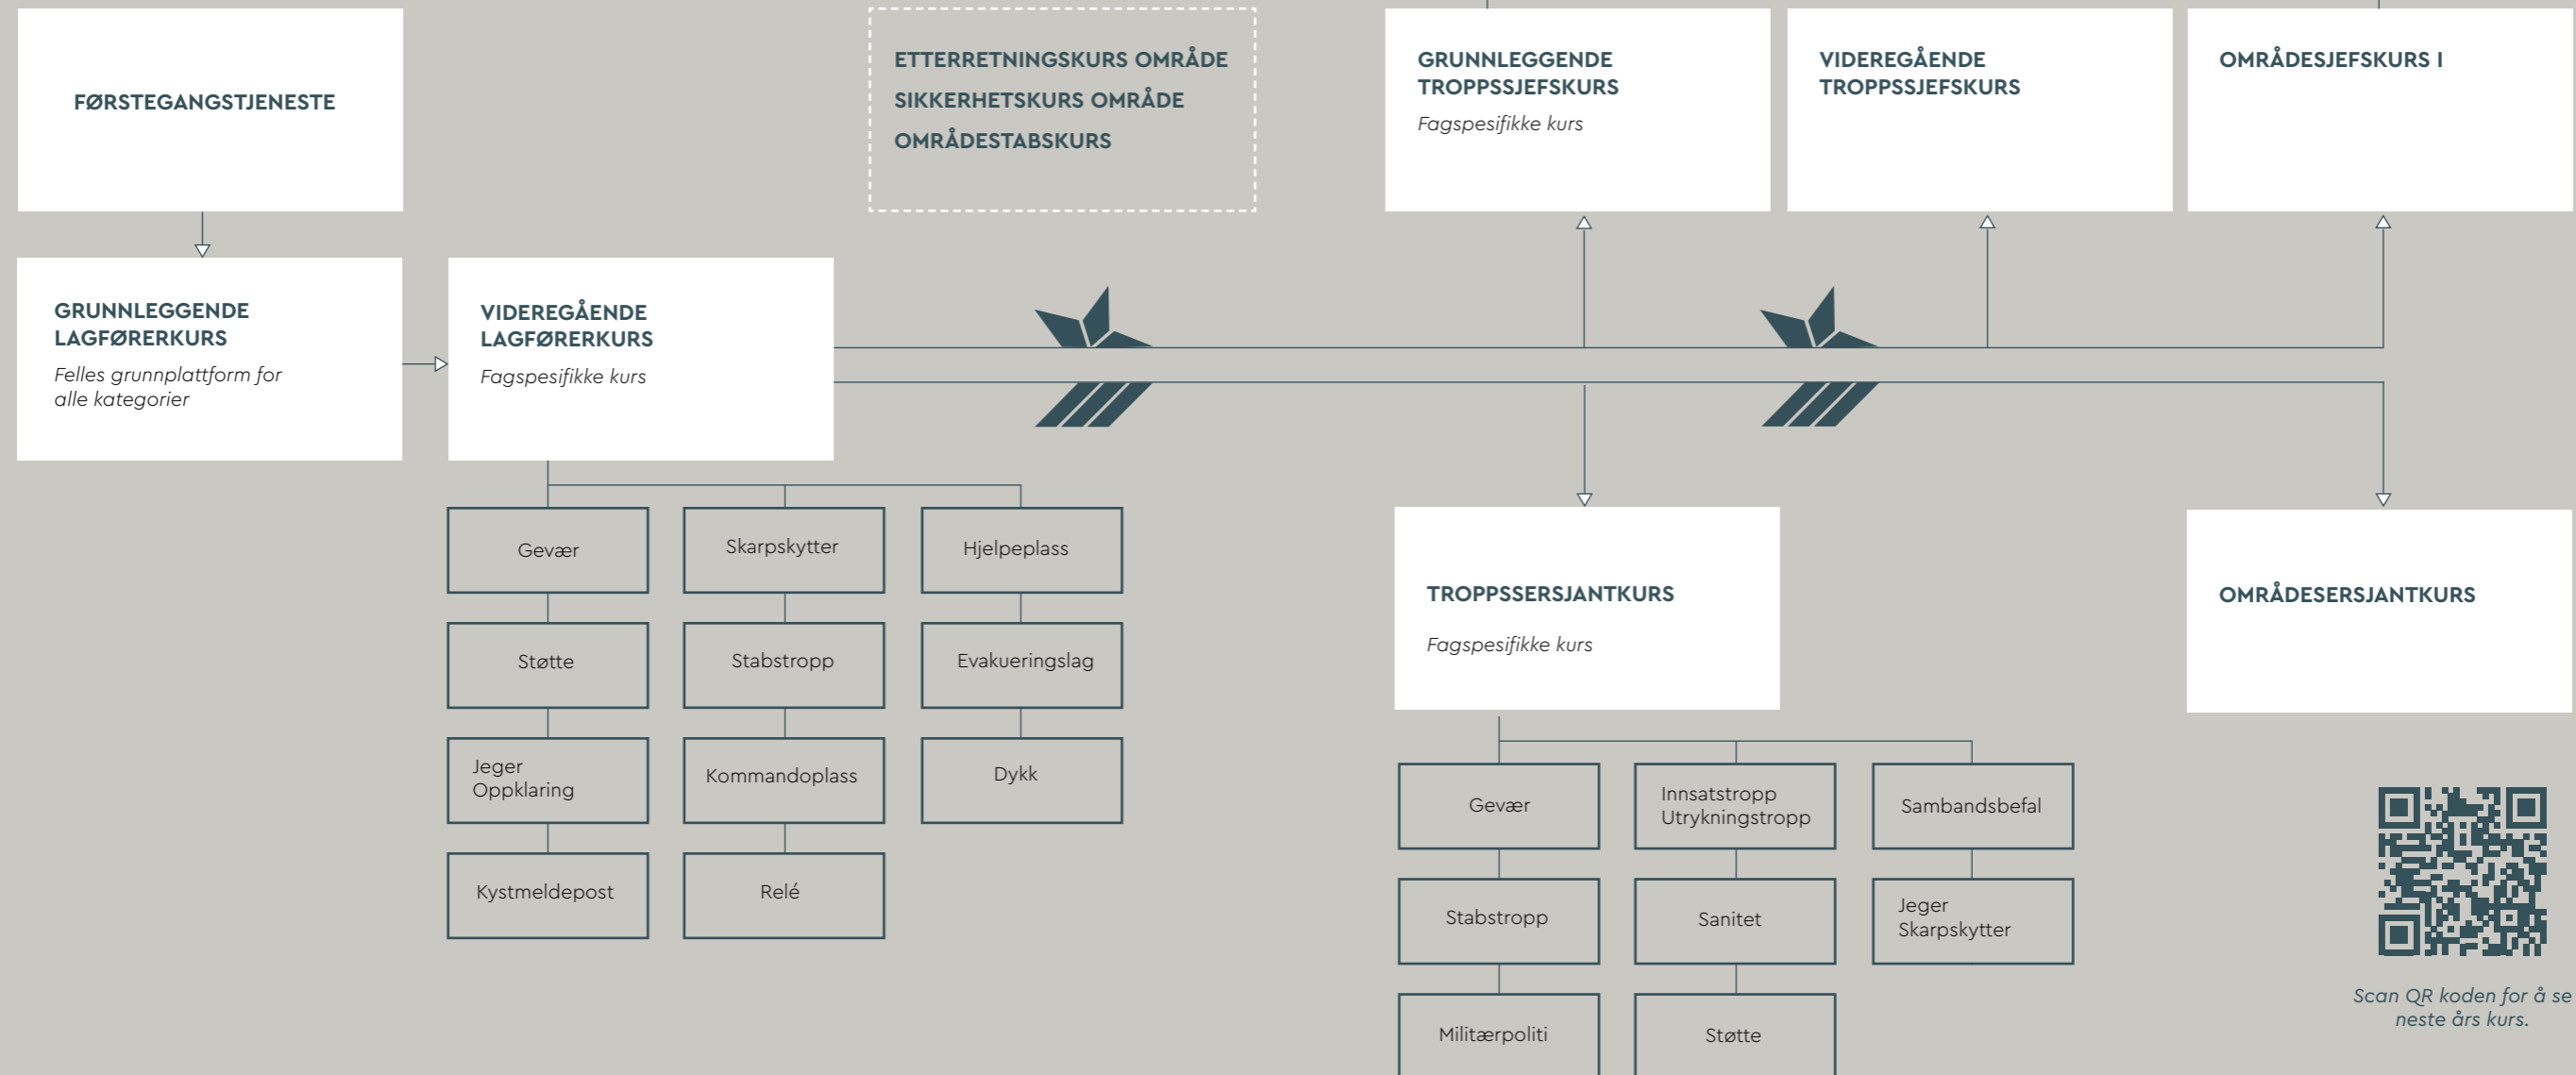 FØRSTEGANGSTJENESTE
ETTERRETNINGSKURS OMRÅDE
SIKKERHETSKURS OMRÅDE
OMRÅDESTABSKURS
GRUNNLEGGENDE
TROPPSSJEFSKURS
Fagspesifikke kurs
VIDEREGÅENDE
TROPPSSJEFSKURS
OMRÅDESJEFSKURS I
GRUNNLEGGENDE
LAGFØRERKURS
Felles grunnplattform for
alle kategorier
VIDEREGÅENDE
LAGFØRERKURS
Fagspesifikke kurs
Gevær
Støtte
Jeger
Oppklaring
Kystmeldepost
Skarpskytter
Stabstropp
Kommandoplass
Relé
Hjelpeplass
Evakueringslag
Dykk
TROPPSSERSJANTKURS
Fagspesifikke kurs
Gevær
Stabstropp
Militærpoliti
Innsatstropp
Utrykningstropp
Sanitet
Støtte
Sambandsbefal
Jeger
Skarpskytter
OMRÅDESERSJANTKURS
Scan QR koden for å se
neste års kurs.